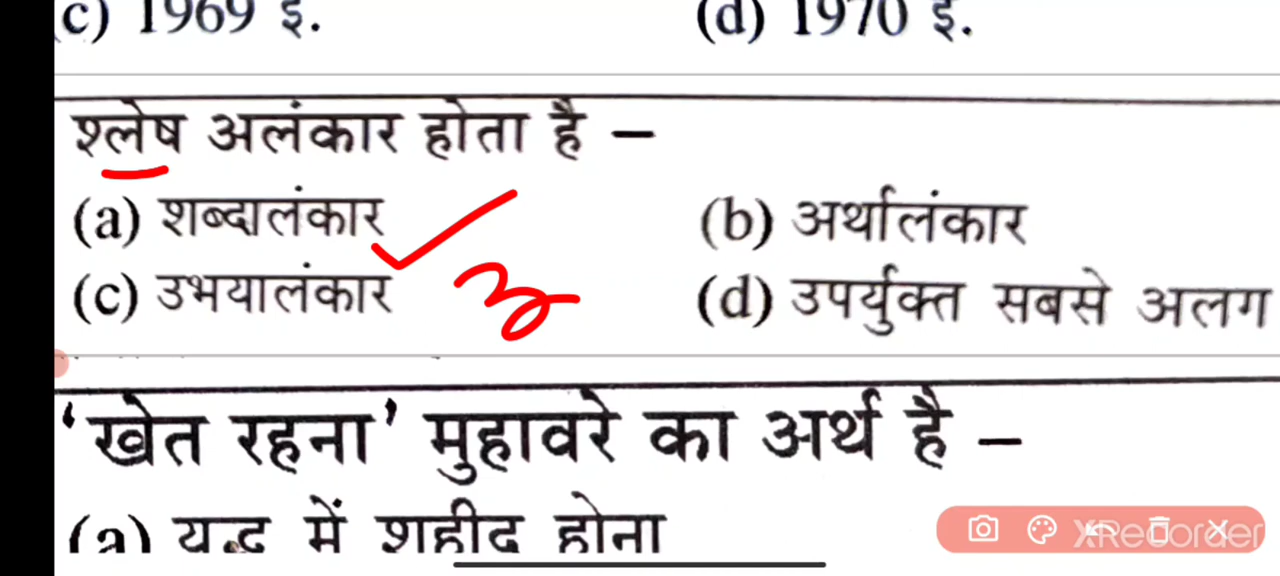 c) 1969 ई. (d) 1970 ई.
श्लेष अलंकार होता है –
(a) शब्दालंकार (b) अर्थालंकार
(c) उभयालंकार (d) उपर्युक्त सबसे अलग
‘खेत रहना’ मुहावरे का अर्थ है –
(a) युद्ध में शहीद होना
XRecorder